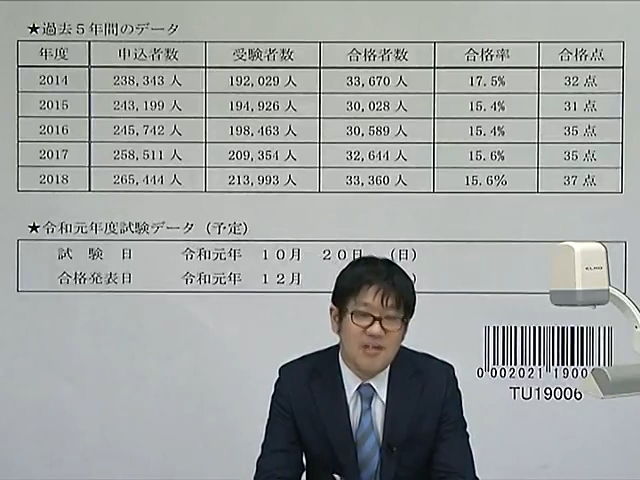 ★過去5年間のデータ
年度 申込者数 受験者数 合格者数 合格率 合格点
2014 238,343人 192,029人 33,670人 17.5% 32点
2015 243,199人 194,926人 30,028人 15.4% 31点
2016 245,742人 198,463人 30,589人 15.4% 35点
2017 258,511人 209,354人 32,644人 15.6% 35点
2018 265,444人 213,993人 33,360人 15.6% 37点
★令和元年度試験データ(予定)
試験日 令和元年 10月 20日 (日)
合格発表日 令和元年 12月 )
ELMO
0 002021 1900
TU19006